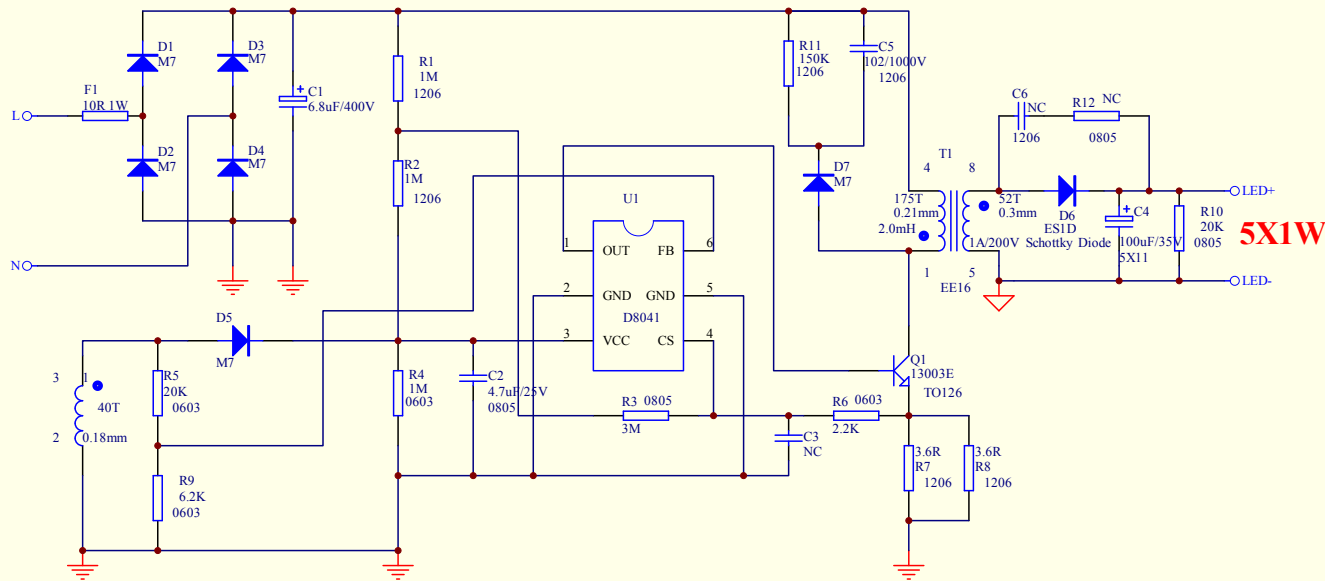 D1
M7
D3
M7
F1
10R 1W
L
D2
M7
D4
M7
N
C1
6.8uF/400V
+
R1
1M
1206
R2
1M
1206
R11
150K
1206
C5
102/1000V
1206
D7
M7
U1
1
OUT
FB
6
2
GND
GND
5
D8041
3
VCC
CS
4
T1
4
8
175T
0.21mm
2.0mH
52T
0.3mm
1A/200V
1
5
EE16
C6
NC
1206
R12
NC
0805
D6
ES1D
Schottky Diode
+
C4
100uF/35V
5X11
R10
20K
0805
LED+
LED-
5X1W
D5
M7
3
1
40T
2
0.18mm
R5
20K
0603
R9
6.2K
0603
R4
1M
0603
C2
4.7uF/25V
0805
R3
0805
3M
C3
NC
R6
0603
2.2K
Q1
13003E
TO126
3.6R
R7
1206
3.6R
R8
1206